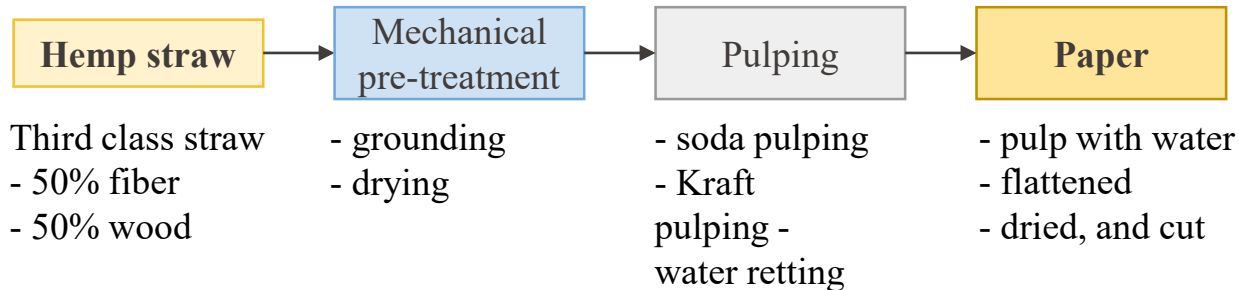 Hemp straw
Mechanical
pre-treatment
Pulping
Paper
Third class straw
- 50% fiber
- 50% wood
- grounding
- drying
- soda pulping
- Kraft
pulping -
water retting
- pulp with water
- flattened
- dried, and cut